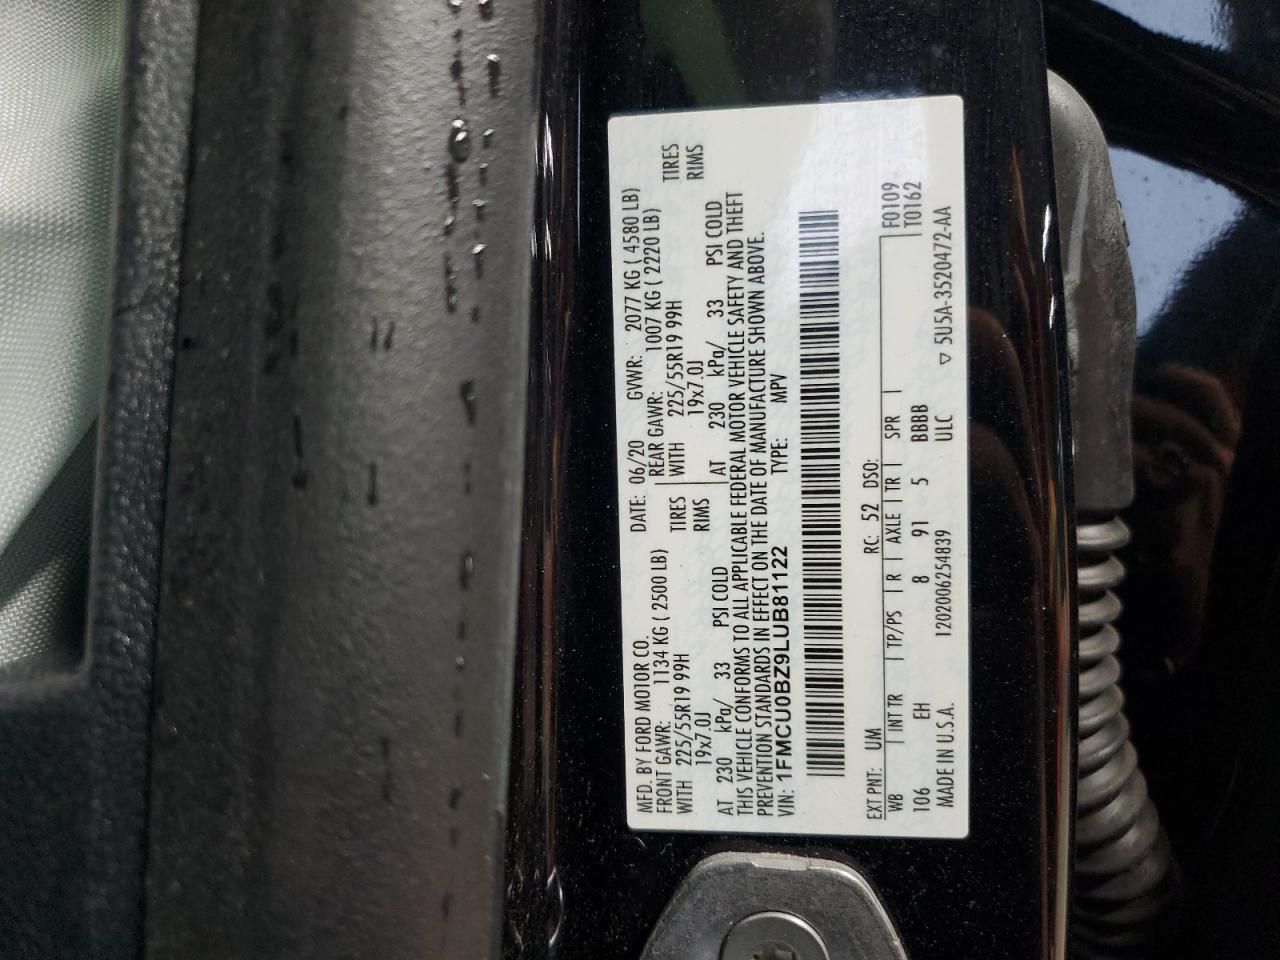 MFD. BY FORD MOTOR CO. DATE: 06/20 GVWR: 2077 KG ( 4580 LB)
FRONT GAWR: 1134 KG ( 2500 LB) REAR GAWR: 1007 KG ( 2220 LB)
WITH 225/55R19 99H TIRES WITH 225/55R19 99H TIRES
19x7.0J RIMS 19x7.0J RIMS
AT 230 kPa/ 33 PSI COLD AT 230 kPa/ 33 PSI COLD
THIS VEHICLE CONFORMS TO ALL APPLICABLE FEDERAL MOTOR VEHICLE SAFETY AND THEFT
PREVENTION STANDARDS IN EFFECT ON THE DATE OF MANUFACTURE SHOWN ABOVE.
VIN: 1FMCU0BZ9LUB81122 TYPE: MPV
EXT PNT: UM RC: 52 DSO:
WB | INT TR | TP/PS | R | AXLE | TR | SPR | F0109
106 EH 8 91 5 BBBB T0162
MADE IN U.S.A. 1202006254839 ULC ▽ 5U5A-3520472-AA